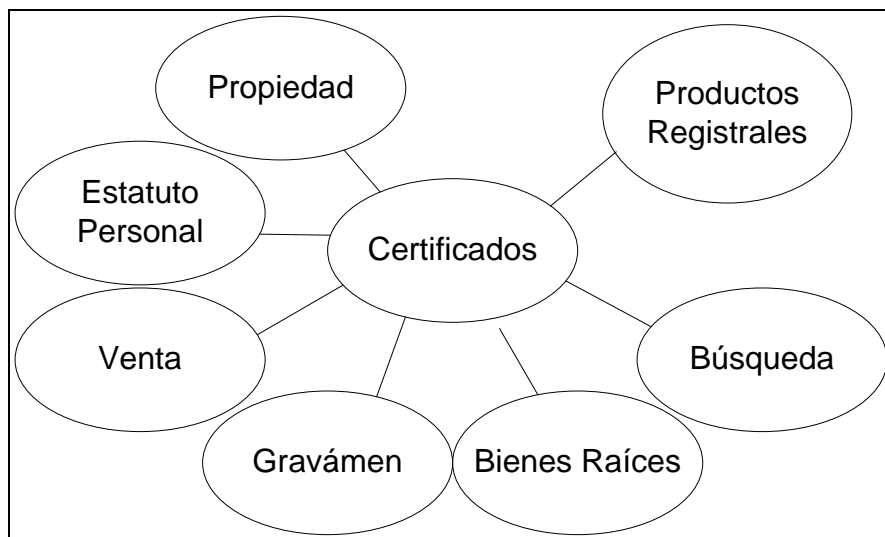 Propiedad
Productos
Registrales
Estatuto
Personal
Certificados
Venta
Búsqueda
Gravámen
Bienes Raíces